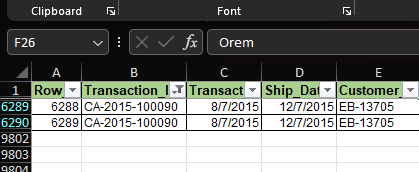 Clipboard Font
F26 fx Orem
A B C D E
1 Row_ Transaction_I Transact Ship_Dat Customer_
6289 6288 CA-2015-100090 8/7/2015 12/7/2015 EB-13705
6290 6289 CA-2015-100090 8/7/2015 12/7/2015 EB-13705
9802
9803
9804